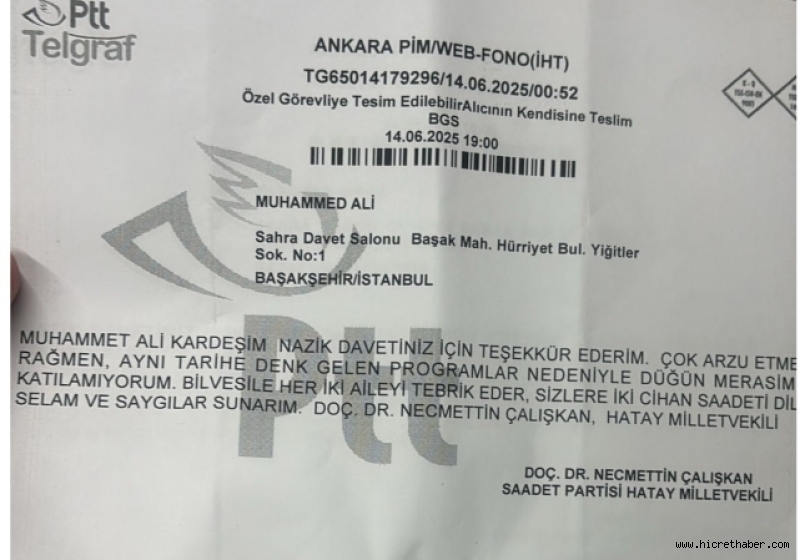 Ptt
Telgraf
ANKARA PİM/WEB-FONO(İHT)
TG65014179296/14.06.2025/00:52
Özel Görevliye Tesim EdilebilirAlıcının Kendisine Teslim
BGS
14.06.2025 19:00
MUHAMMED ALİ
Sahra Davet Salonu Başak Mah. Hürriyet Bul. Yiğitler
Sok. No:1
BAŞAKŞEHİR/İSTANBUL
Ptt
MUHAMMET ALİ KARDEŞİM NAZİK DAVETİNİZ İÇİN TEŞEKKÜR EDERİM. ÇOK ARZU ETME
RAĞMEN, AYNI TARİHE DENK GELEN PROGRAMLAR NEDENİYLE DÜĞÜN MERASİM
KATILAMIYORUM. BİLVESİLE HER İKİ AİLEYİ TEBRİK EDER, SİZLERE İKİ CİHAN SAADETİ DİL
SELAM VE SAYGILAR SUNARIM. DOÇ. DR. NECMETTİN ÇALIŞKAN, HATAY MİLLETVEKİLİ
DOÇ. DR. NECMETTİN ÇALIŞKAN
SAADET PARTİSİ HATAY MİLLETVEKİLİ
www.hicrethaber.com